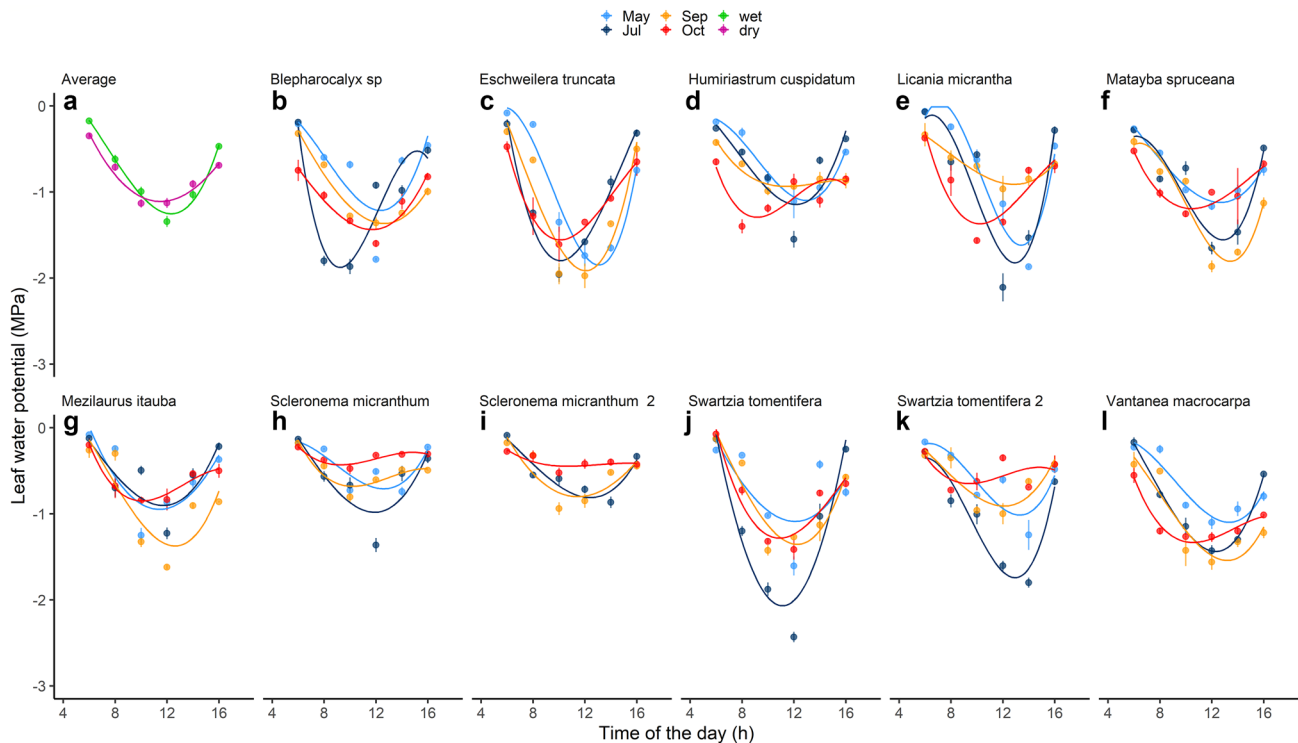 May Sep wet
Jul Oct dry
Average Blepharocalyx sp Eschweilera truncata Humiriastrum cuspidatum Licania micrantha Matayba spruceana
a b c d e f
0
-1
-2
-3
Leaf water potential (MPa)
Mezilaurus itauba Scleronema micranthum Scleronema micranthum 2 Swartzia tomentifera Swartzia tomentifera 2 Vantanea macrocarpa
g h i j k l
0
-1
-2
-3
4 8 12 16 4 8 12 16 4 8 12 16 4 8 12 16 4 8 12 16 4 8 12 16
Time of the day (h)